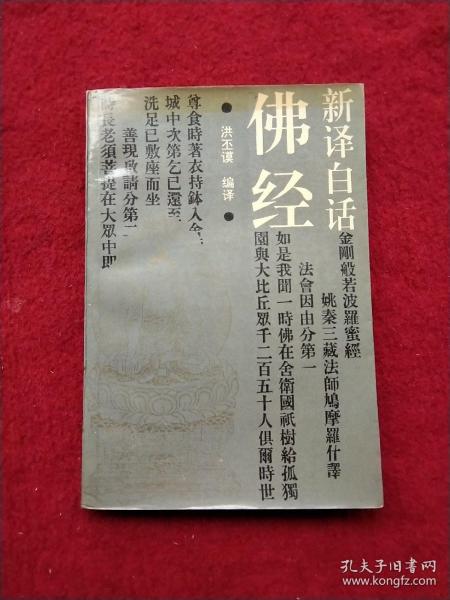 新译白话
佛经
● 洪丕谟 编译 ●
金剛般若波羅蜜經
姚秦三藏法師鳩摩羅什譯
法會因由分第一
如是我聞一時佛在舍衛國祇樹給孤獨
園與大比丘眾千二百五十人俱爾時世
尊食時著衣持鉢入舍
城中次第乞已還至
洗足已敷座而坐
善現啟請分第二
時長老須菩提在大眾中即
孔夫子旧书网
www.kongfz.com